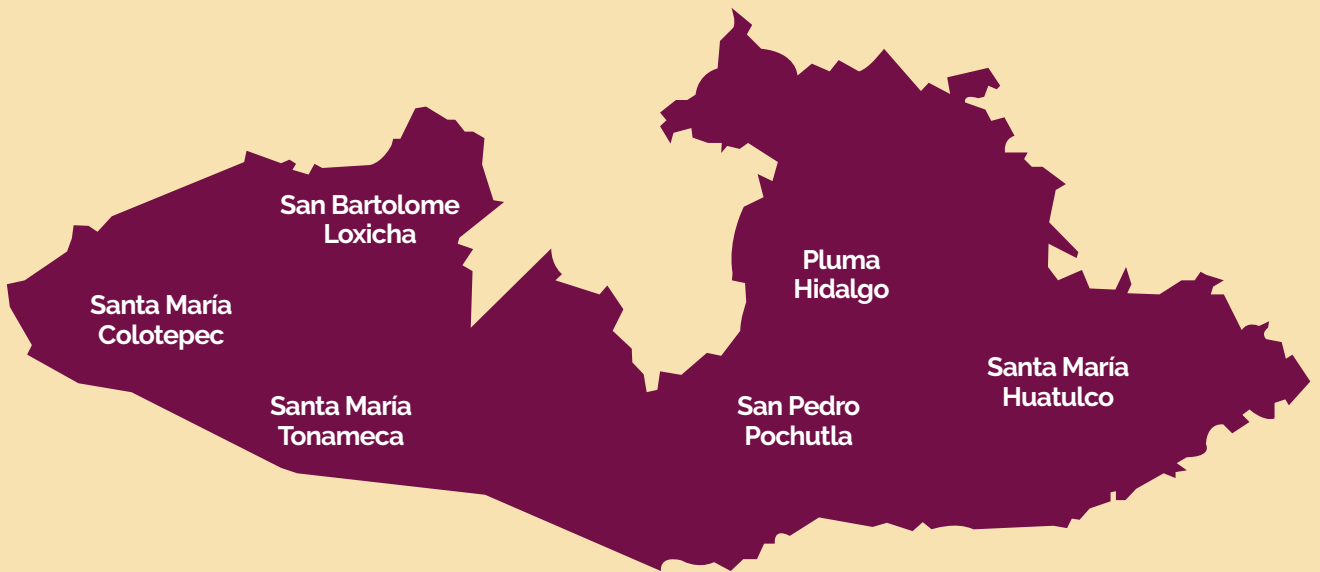 San Bartolome
Loxicha
Santa María
Colotepec
Santa María
Tonameca
Pluma
Hidalgo
San Pedro
Pochutla
Santa María
Huatulco